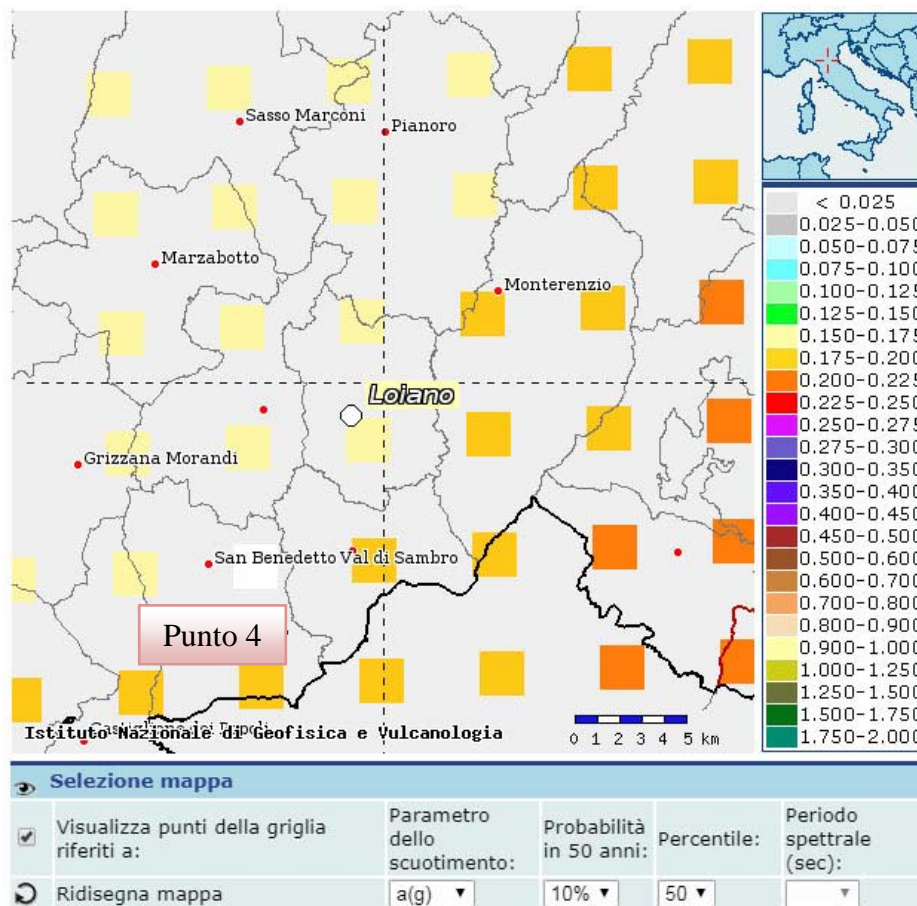 Sasso Marconi
Pianoro
Marzabotto
Monterenzio
Loiano
Grizzana Morandi
San Benedetto Val di Sambro
Punto 4
Istituto Nazionale di Geofisica e Vulcanologia
0 1 2 3 4 5 km
< 0.025
0.025-0.050
0.050-0.075
0.075-0.100
0.100-0.125
0.125-0.150
0.150-0.175
0.175-0.200
0.200-0.225
0.225-0.250
0.250-0.275
0.275-0.300
0.300-0.350
0.350-0.400
0.400-0.450
0.450-0.500
0.500-0.600
0.600-0.700
0.700-0.800
0.800-0.900
0.900-1.000
1.000-1.250
1.250-1.500
1.500-1.750
1.750-2.000
Selezione mappa
Visualizza punti della griglia riferiti a:
Parametro dello scuotimento:
Probabilità in 50 anni:
Percentile:
Periodo spettrale (sec):
Ridisegna mappa
a(g)
10%
50